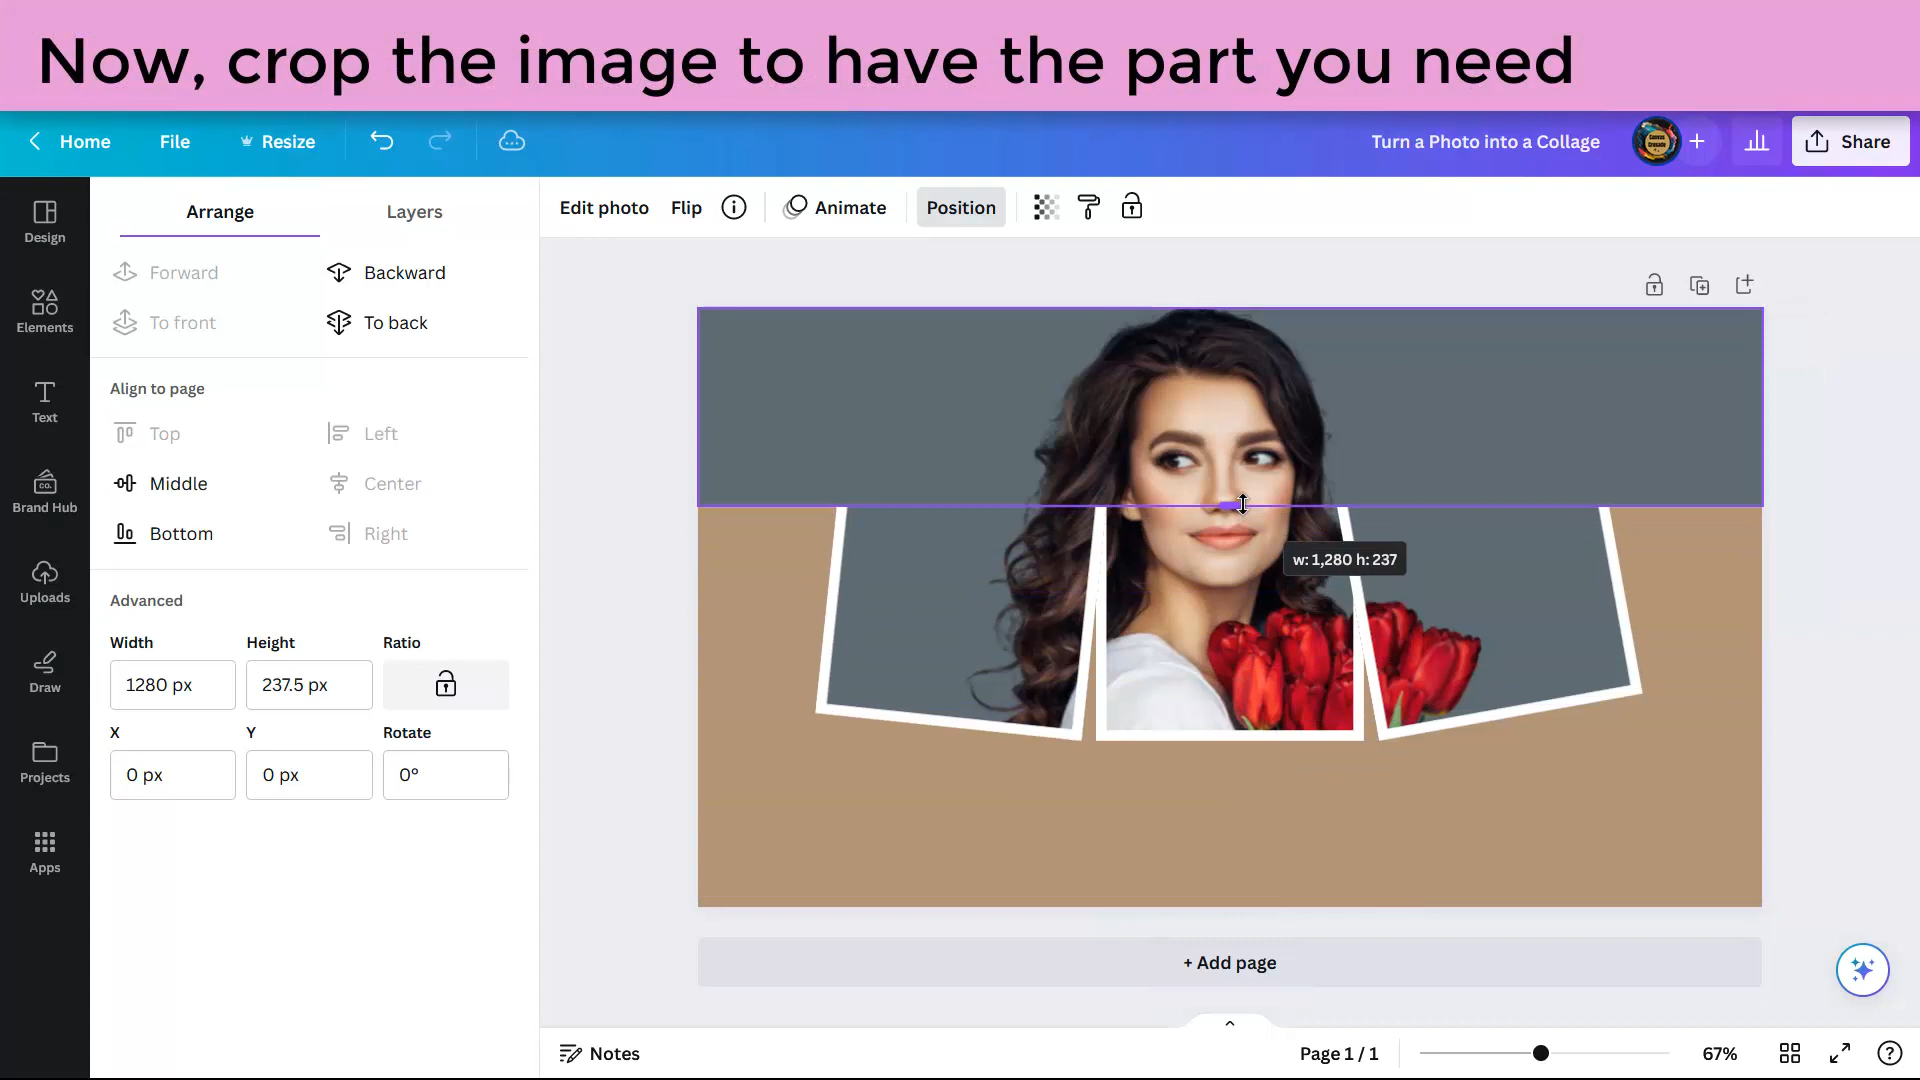 Now, crop the image to have the part you need
Home File Resize Turn a Photo into a Collage + Share
Arrange Layers
Edit photo Flip Animate Position
Design
Elements
Text
Brand Hub
Uploads
Draw
Projects
Apps
Forward Backward
To front To back
Align to page
Top Left
Middle Center
Bottom Right
Advanced
Width Height Ratio
1280 px 237.5 px
X Y Rotate
0 px 0 px 0°
w: 1,280 h: 237
+ Add page
Notes Page 1 / 1 67%